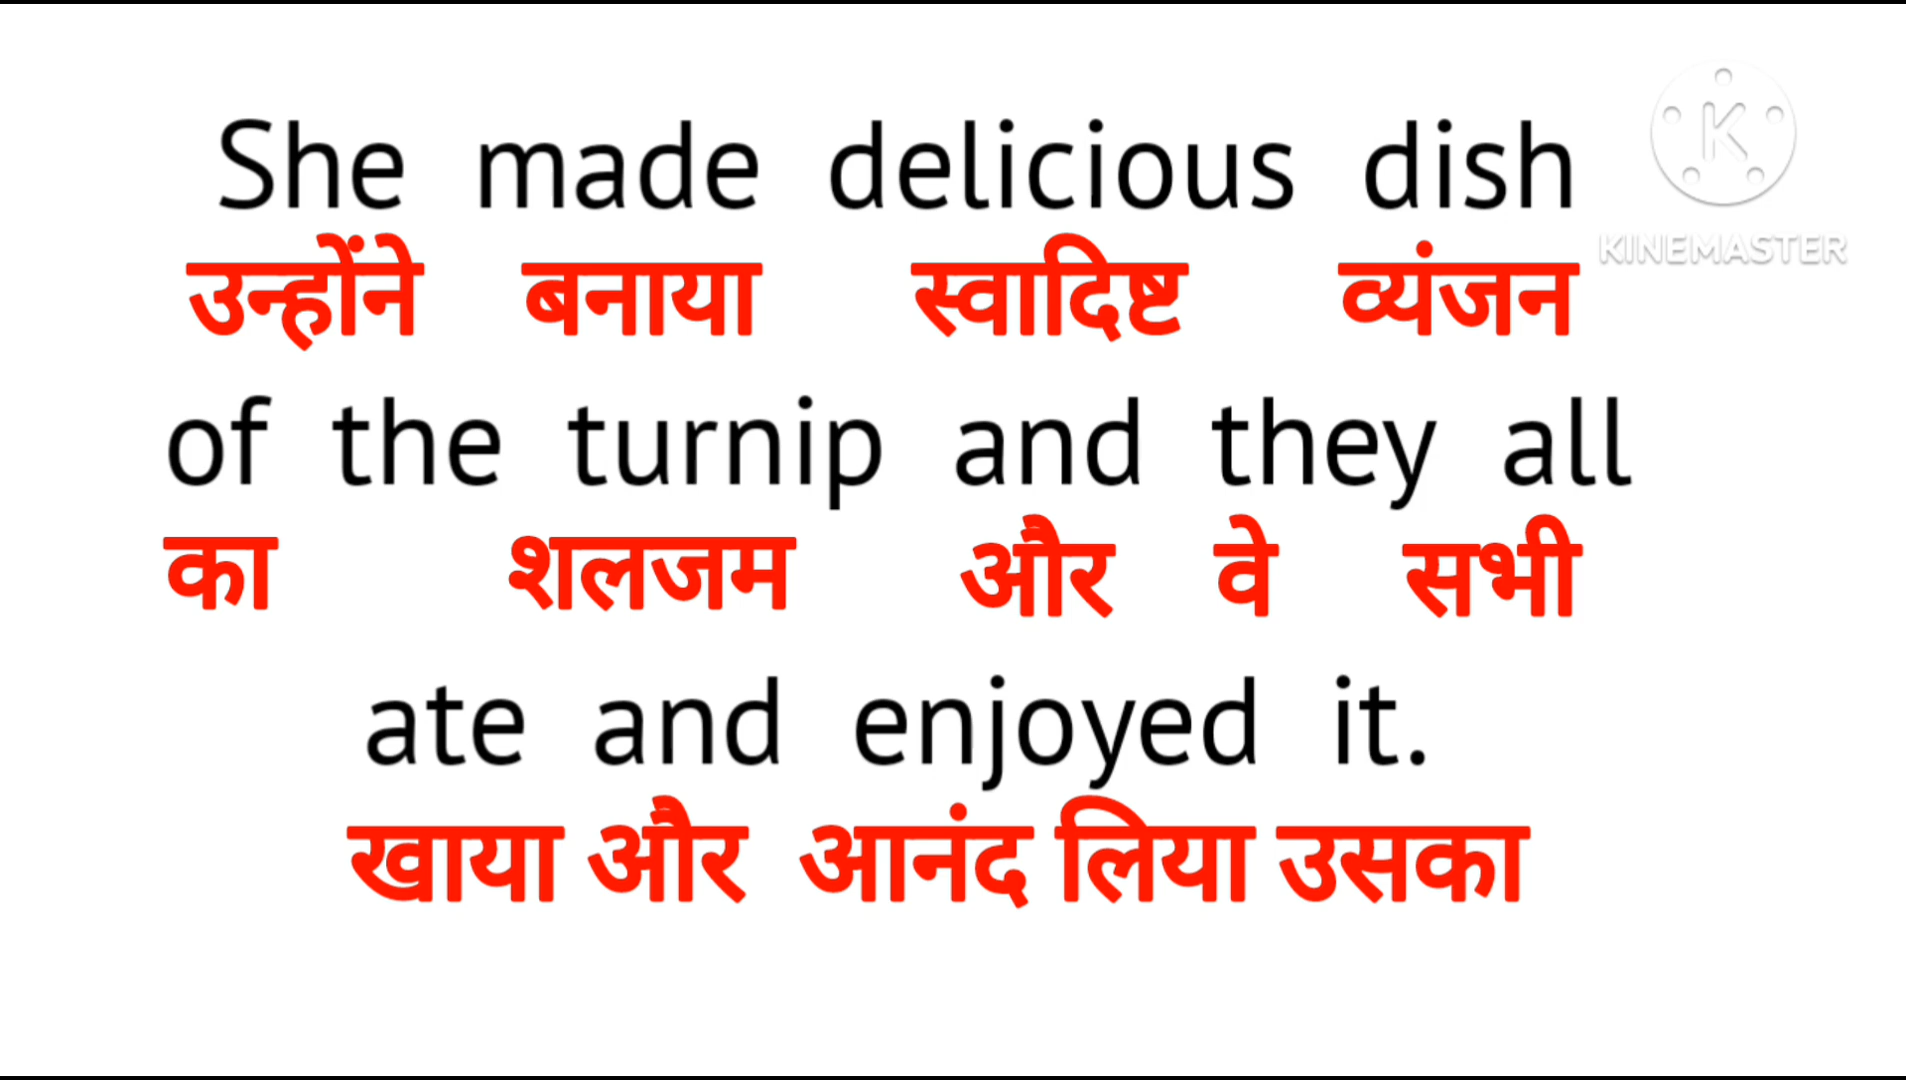 She made delicious dish
उन्होंने बनाया स्वादिष्ट व्यंजन
of the turnip and they all
का शलजम और वे सभी
ate and enjoyed it.
खाया और आनंद लिया उसका
K
KINEMASTER